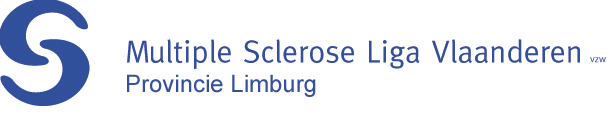 Multiple Sclerose Liga Vlaanderen vzw
Provincie Limburg